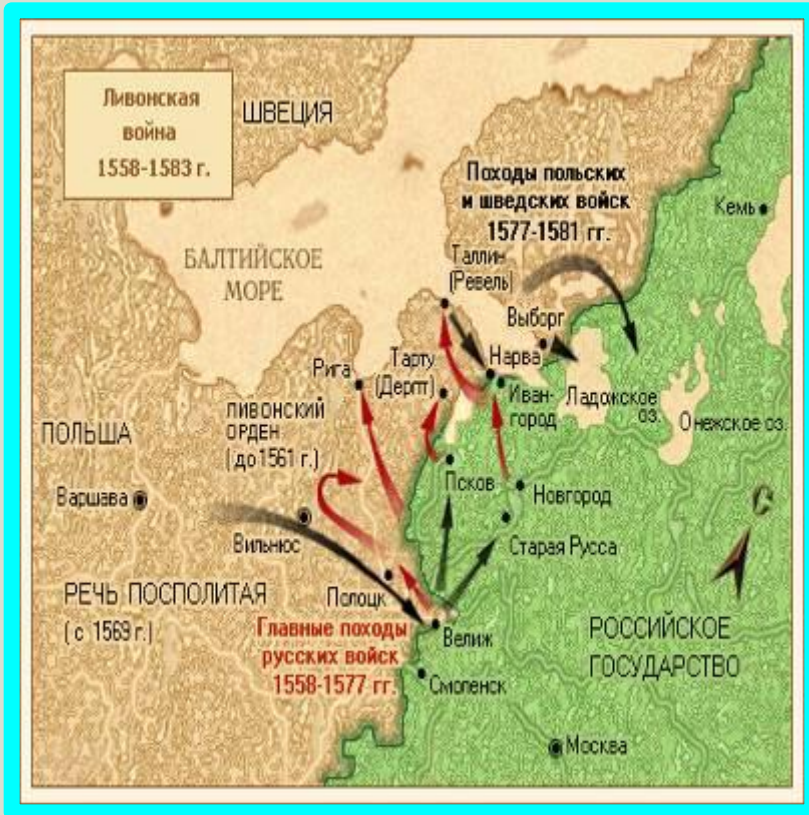 Ливонская
война
1558-1583 г.
ШВЕЦИЯ
Походы польских
и шведских войск
1577-1581 гг.
Кемь
БАЛТИЙСКОЕ
МОРЕ
Таллин
(Ревель)
Выборг
Нарва
Рига
Тарту
(Дерпт)
Иван-
город
Ладожское
оз.
Онежское оз.
ЛИВОНСКИЙ
ОРДЕН
(до 1561 г.)
ПОЛЬША
Варшава
Псков
Новгород
С
Вильнюс
Старая Русса
РЕЧЬ ПОСПОЛИТАЯ
(с 1569 г.)
Полоцк
Главные походы
русских войск
1558-1577 гг.
Велиж
РОССИЙСКОЕ
ГОСУДАРСТВО
Смоленск
Москва